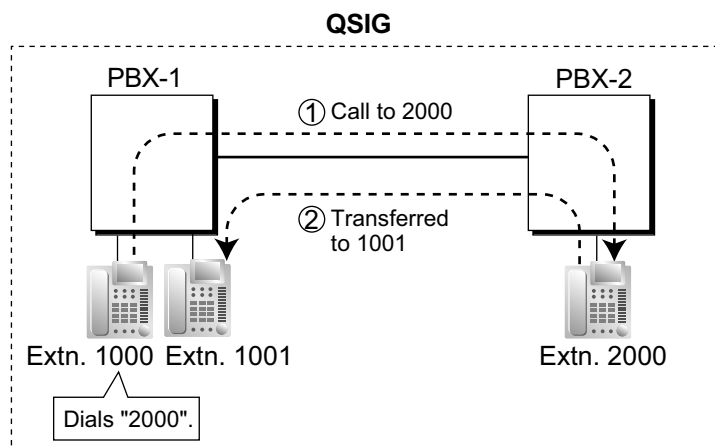 QSIG
PBX-1
PBX-2
① Call to 2000
② Transferred
to 1001
Extn. 1000
Extn. 1001
Extn. 2000
Dials "2000".